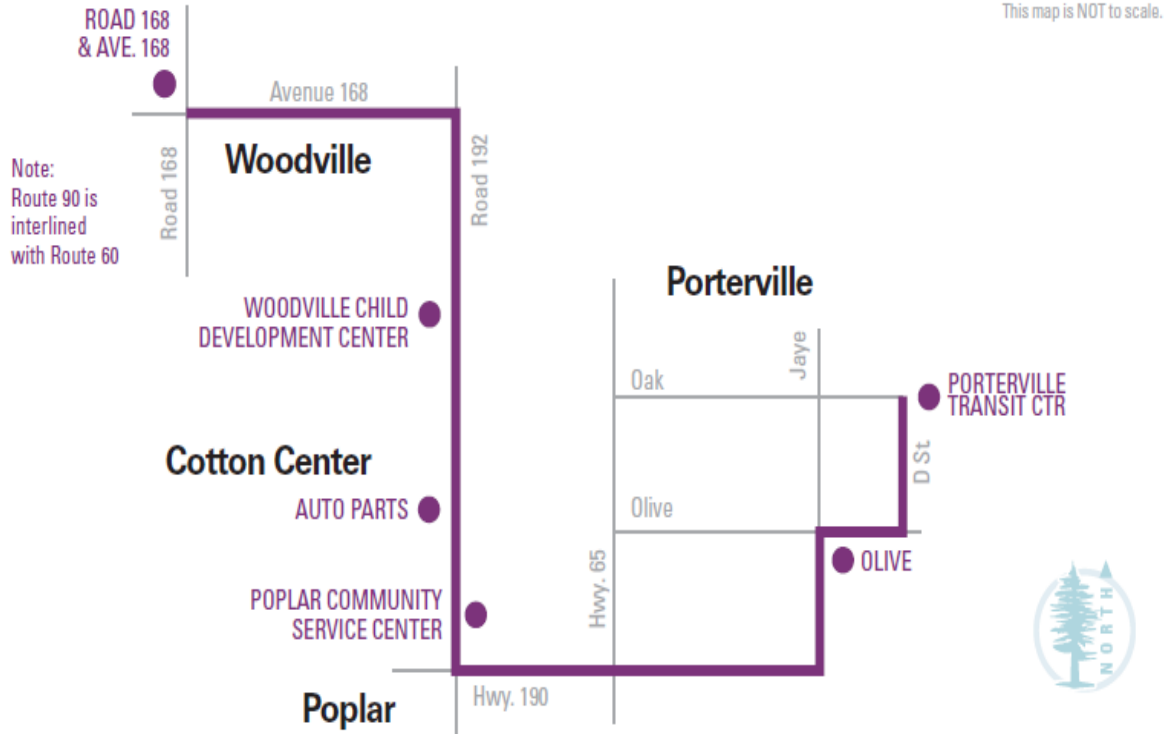 This map is NOT to scale.
ROAD 168
& AVE. 168
Avenue 168
Woodville
Road 168
Road 192
Note:
Route 90 is
interlined
with Route 60
Porterville
WOODVILLE CHILD
DEVELOPMENT CENTER
Jaye
Oak
PORTERVILLE
TRANSIT CTR
D St.
Cotton Center
AUTO PARTS
Olive
OLIVE
Hwy. 65
POPLAR COMMUNITY
SERVICE CENTER
NORTH
Hwy. 190
Poplar